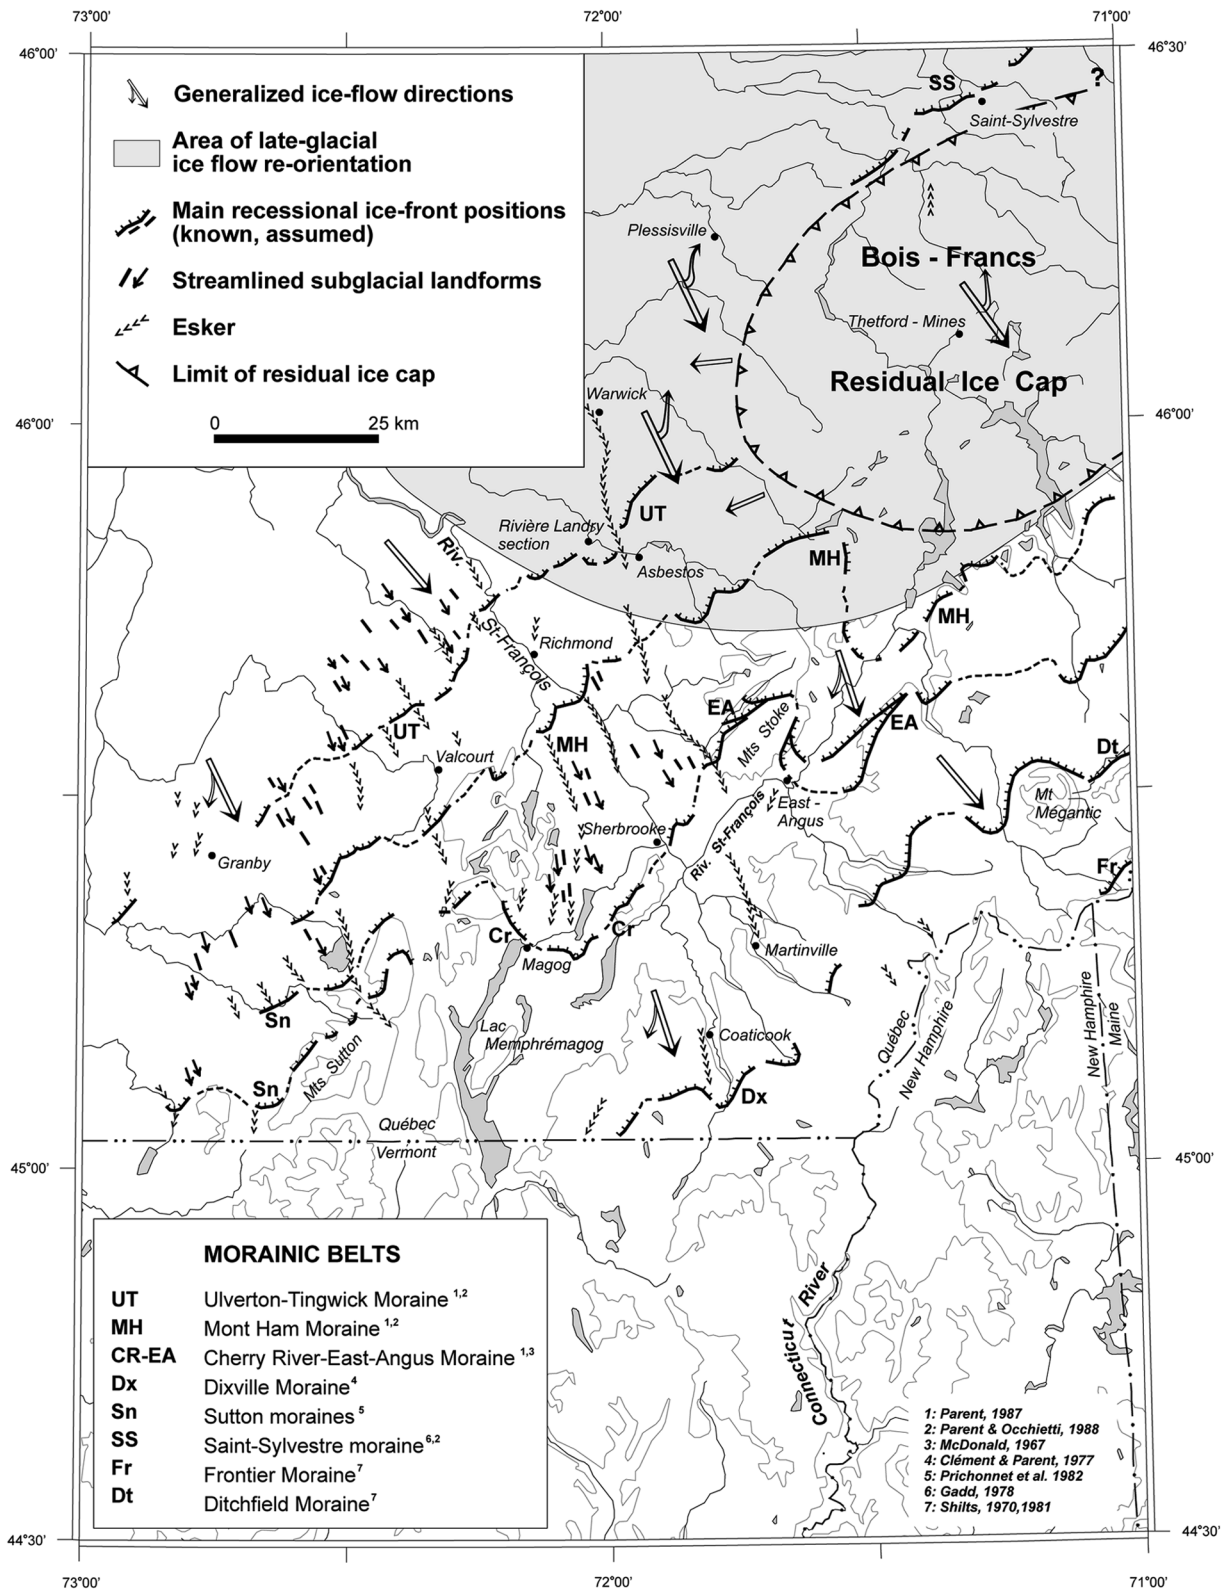 73°00'
72°00'
71°00'
46°00'
46°30'
Generalized ice-flow directions
Area of late-glacial
ice flow re-orientation
Main recessional ice-front positions
(known, assumed)
Streamlined subglacial landforms
Esker
Limit of residual ice cap
0
25 km
SS
?
Saint-Sylvestre
Plessisville
Bois - Francs
Thetford - Mines
Residual Ice Cap
Warwick
46°00'
46°00'
UT
Rivière Landry
section
Asbestos
MH
Riv.
St-François
MH
Richmond
EA
Mts Stoke
EA
UT
MH
Valcourt
Dt
Mt
Mégantic
East -
Angus
Sherbrooke
Riv. St-François
Granby
Fr
Cr
Cr
Magog
Martinville
Sn
Lac
Memphrémagog
Coaticook
Mts Sutton
Sn
Dx
Québec
New Hamphire
New Hamphire
Maine
Québec
Vermont
45°00'
45°00'
Connecticut River
MORAINIC BELTS
UT Ulverton-Tingwick Moraine 1,2
MH Mont Ham Moraine 1,2
CR-EA Cherry River-East-Angus Moraine 1,3
Dx Dixville Moraine 4
Sn Sutton moraines 5
SS Saint-Sylvestre moraine 6,2
Fr Frontier Moraine 7
Dt Ditchfield Moraine 7
1: Parent, 1987
2: Parent & Occhietti, 1988
3: McDonald, 1967
4: Clément & Parent, 1977
5: Prichonnet et al. 1982
6: Gadd, 1978
7: Shilts, 1970,1981
44°30'
44°30'
73°00'
72°00'
71°00'